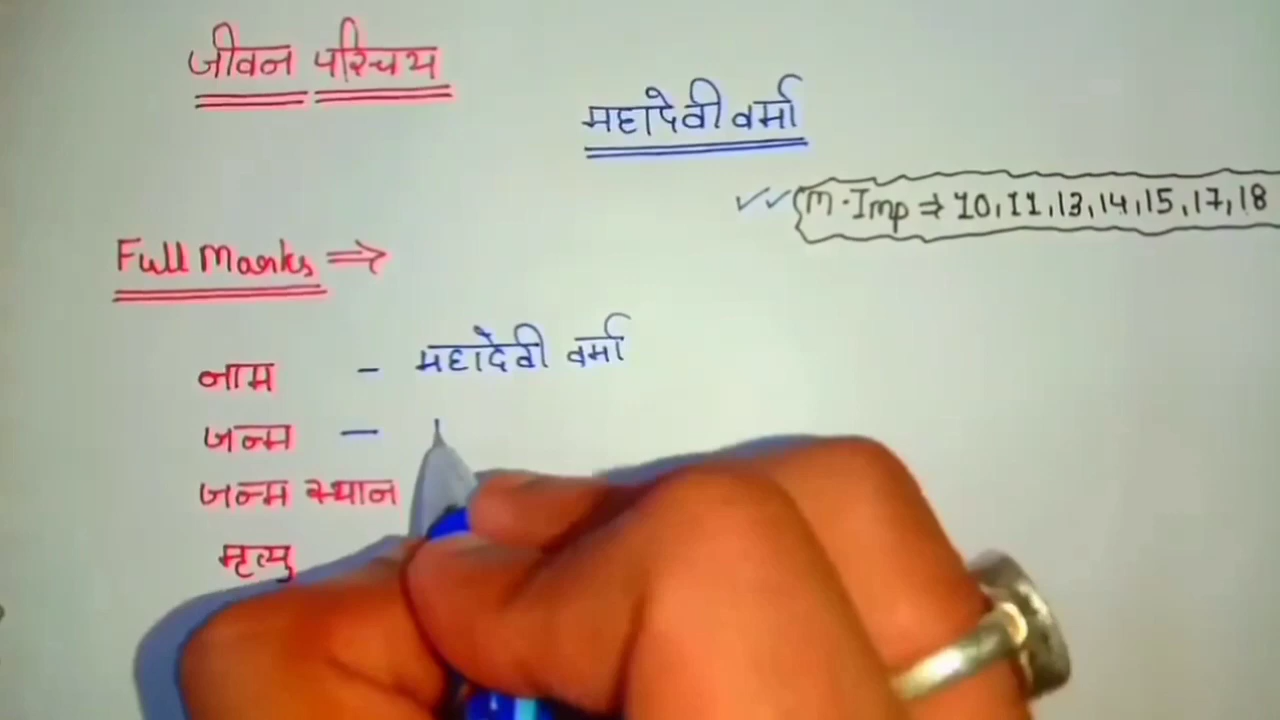 जीवन परिचय
महादेवी वर्मा
M.Imp ⇒ 10,11,13,14,15,17,18
Full Marks ⇒
नाम - महादेवी वर्मा
जन्म -
जन्म स्थान
मृत्यु